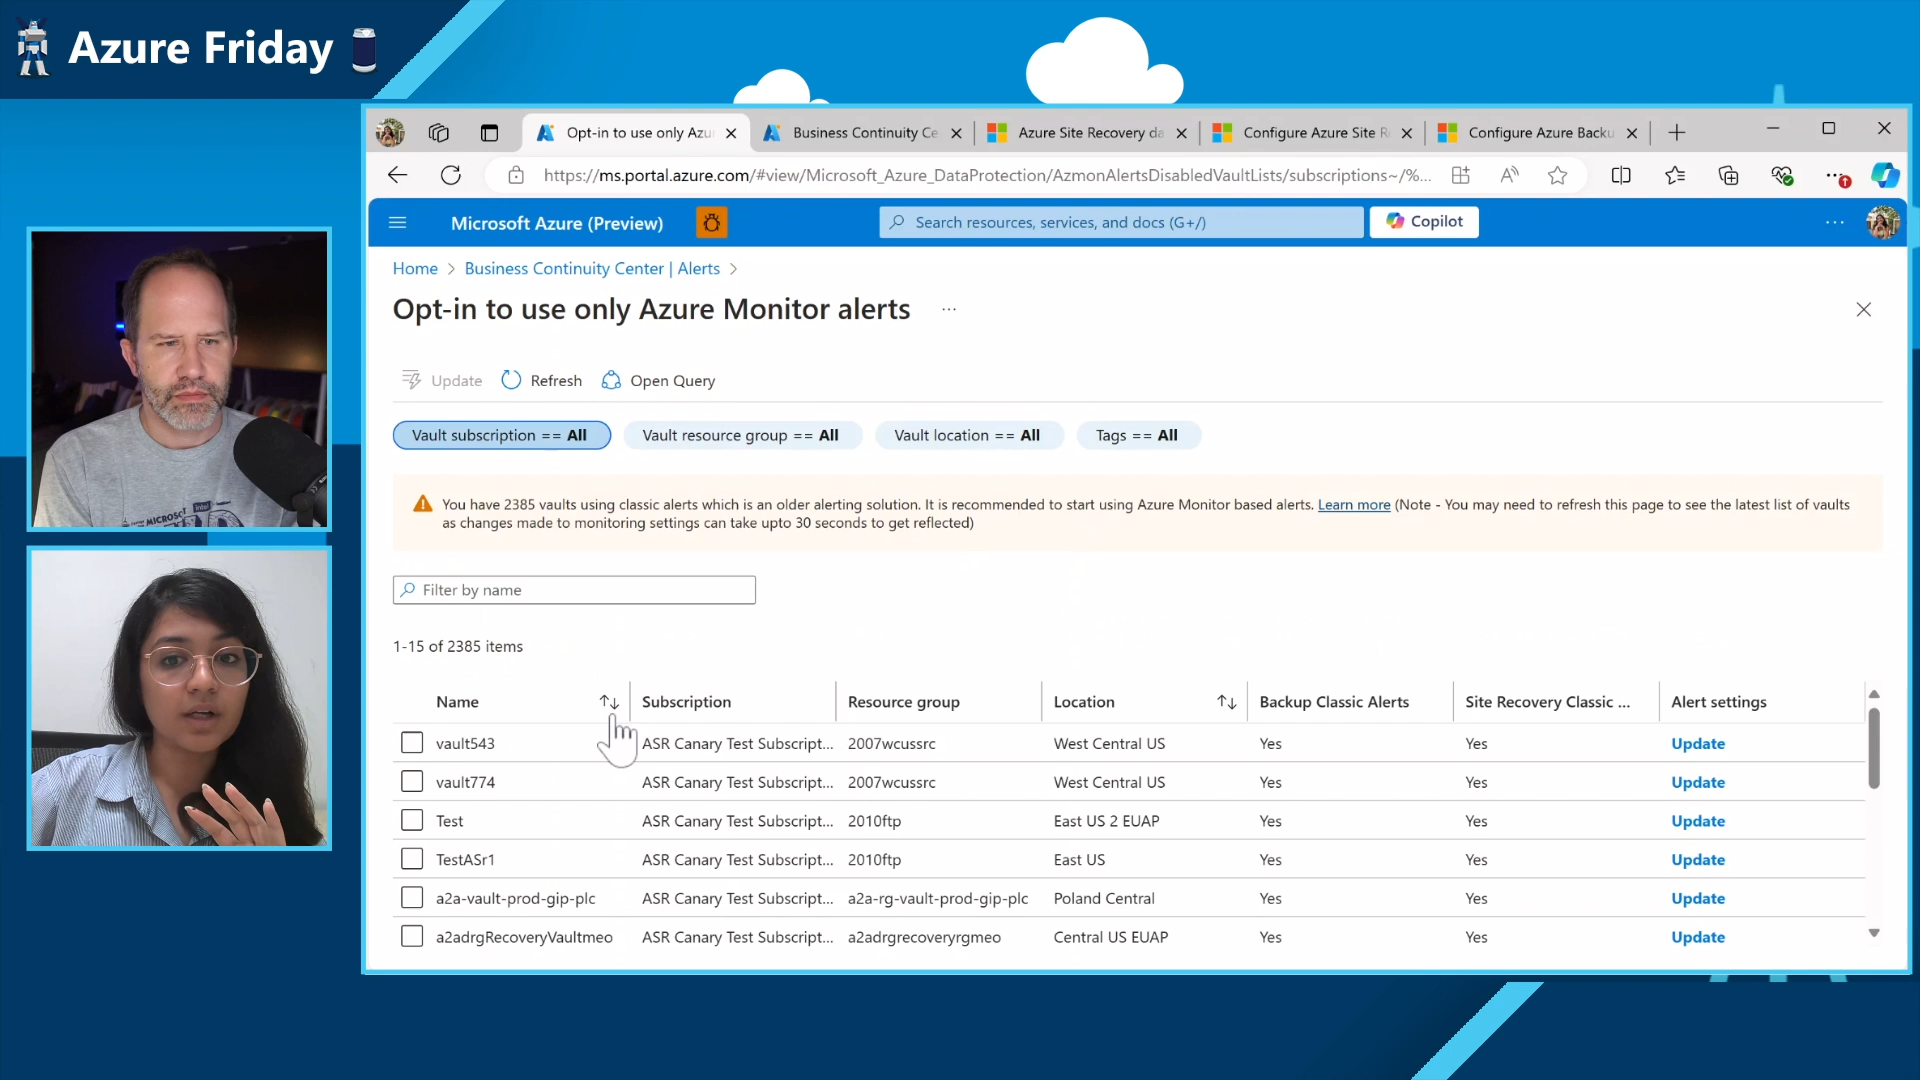 Azure Friday
Opt-in to use only Azu
Business Continuity Ce
Azure Site Recovery da
Configure Azure Site R
Configure Azure Backu
https://ms.portal.azure.com/#view/Microsoft_Azure_DataProtection/AzmonAlertsDisabledVaultLists/subscriptions~/%...
Microsoft Azure (Preview)
Search resources, services, and docs (G+/)
Copilot
Home > Business Continuity Center | Alerts >
Opt-in to use only Azure Monitor alerts ...
Update Refresh Open Query
Vault subscription == All Vault resource group == All Vault location == All Tags == All
You have 2385 vaults using classic alerts which is an older alerting solution. It is recommended to start using Azure Monitor based alerts. Learn more (Note - You may need to refresh this page to see the latest list of vaults
as changes made to monitoring settings can take upto 30 seconds to get reflected)
Filter by name
1-15 of 2385 items
Name Subscription Resource group Location Backup Classic Alerts Site Recovery Classic ... Alert settings
vault543 ASR Canary Test Subscript... 2007wcussrc West Central US Yes Yes Update
vault774 ASR Canary Test Subscript... 2007wcussrc West Central US Yes Yes Update
Test ASR Canary Test Subscript... 2010ftp East US 2 EUAP Yes Yes Update
TestASr1 ASR Canary Test Subscript... 2010ftp East US Yes Yes Update
a2a-vault-prod-gip-plc ASR Canary Test Subscript... a2a-rg-vault-prod-gip-plc Poland Central Yes Yes Update
a2adrgRecoveryVaultmeo ASR Canary Test Subscript... a2adrgrecoveryrgmeo Central US EUAP Yes Yes Update
MICROSOFT
intel